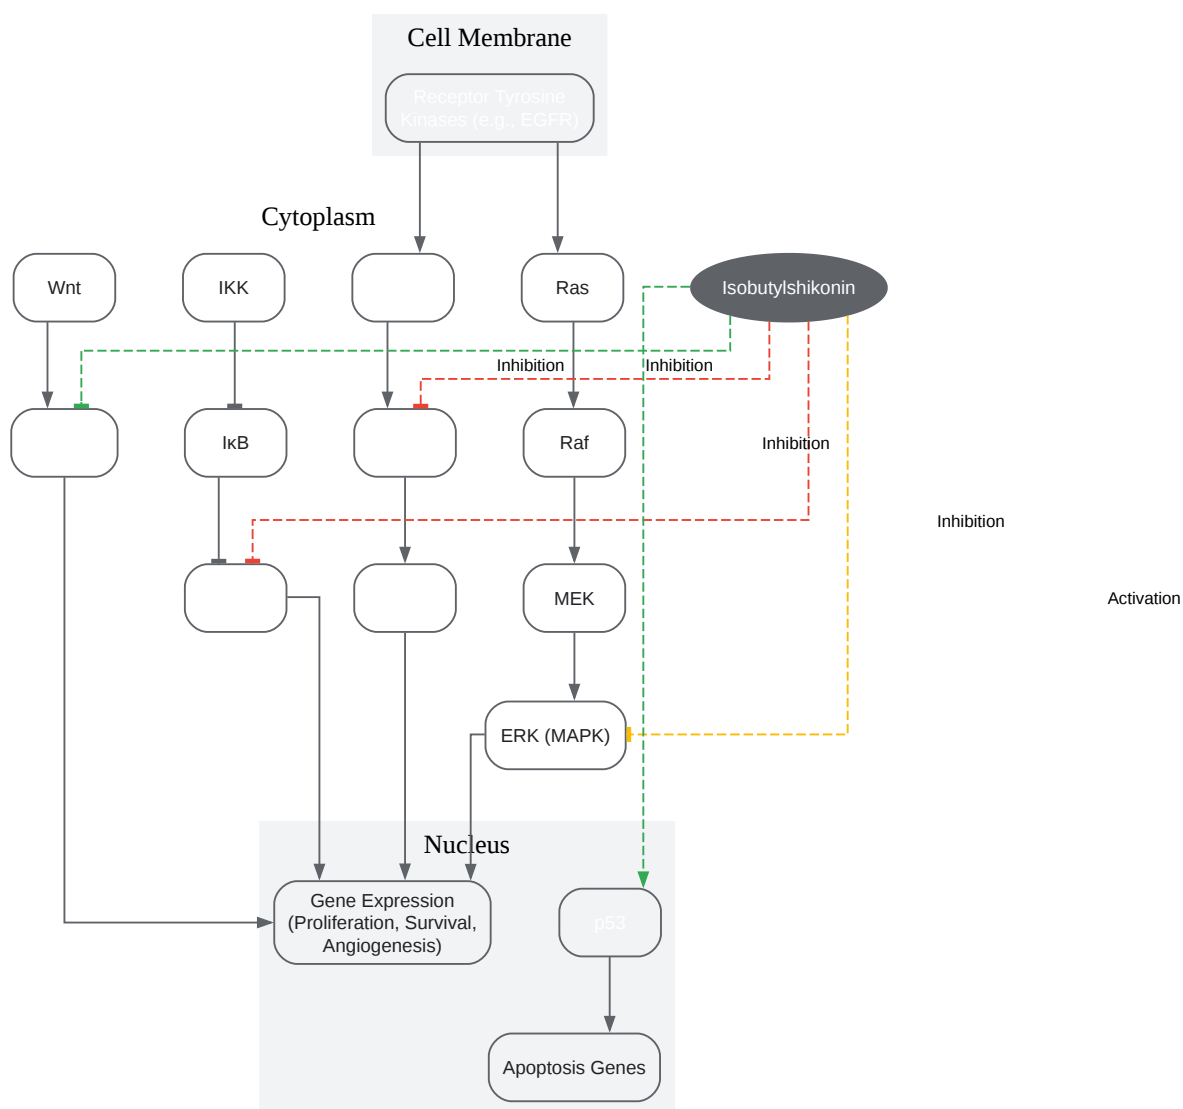 Cell Membrane
Receptor Tyrosine
Kinases (e.g., EGFR)
Cytoplasm
Wnt
IKK
Ras
Isobutylshikonin
Inhibition
Inhibition
IκB
Raf
Inhibition
Inhibition
MEK
Activation
ERK (MAPK)
Nucleus
Gene Expression
(Proliferation, Survival,
Angiogenesis)
p53
Apoptosis Genes